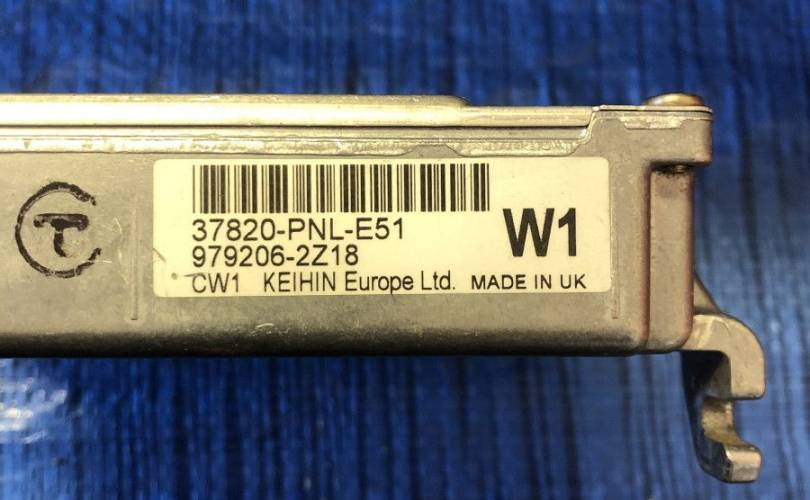 T
37820-PNL-E51
W1
979206-2Z18
CW1 KEIHIN Europe Ltd. MADE IN UK